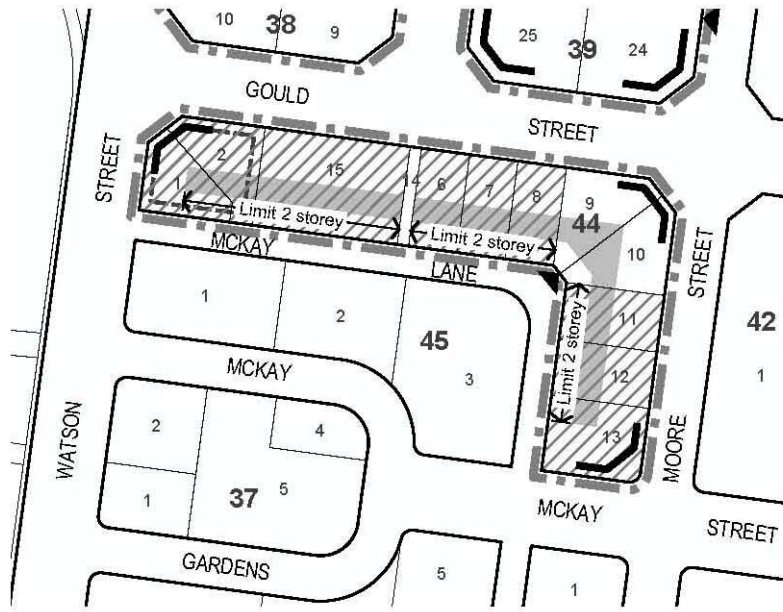 10
38
9
25
39
24
GOULD
STREET
STREET
2
1
15
14
6
7
8
9
44
10
Limit 2 storey
Limit 2 storey
MCKAY
LANE
STREET
1
2
45
3
Limit 2 storey
11
12
13
42
1
MCKAY
WATSON
2
4
1
37
5
MOORE
MCKAY
STREET
GARDENS
5
1